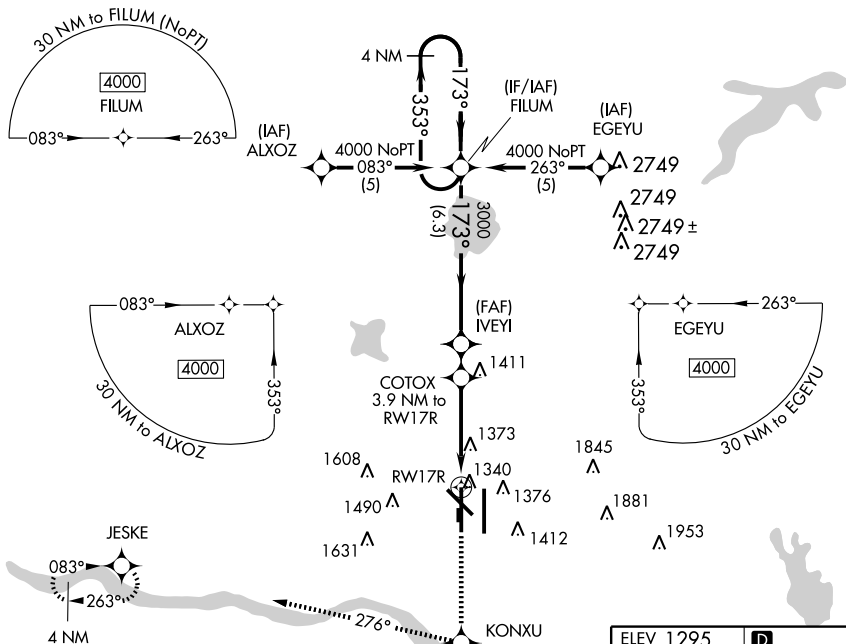 30 NM to FILUM (NoPT)
4000
FILUM
083°
263°
4 NM
353°
173°
(IF/IAF)
FILUM
(IAF)
ALXOZ
4000 NoPT
083°
(5)
(IAF)
EGEYU
4000 NoPT
263°
(5)
2749
2749
2749 ±
2749
3000
173°
(6.3)
083°
ALXOZ
4000
353°
30 NM to ALXOZ
(FAF)
IVEYI
COTOX
3.9 NM to
RW17R
1411
263°
EGEYU
4000
353°
30 NM to EGEYU
1373
1608
RW17R
1340
1376
1845
1490
1881
1631
1412
1953
JESKE
083°
263°
4 NM
276°
KONXU
ELEV 1295
D